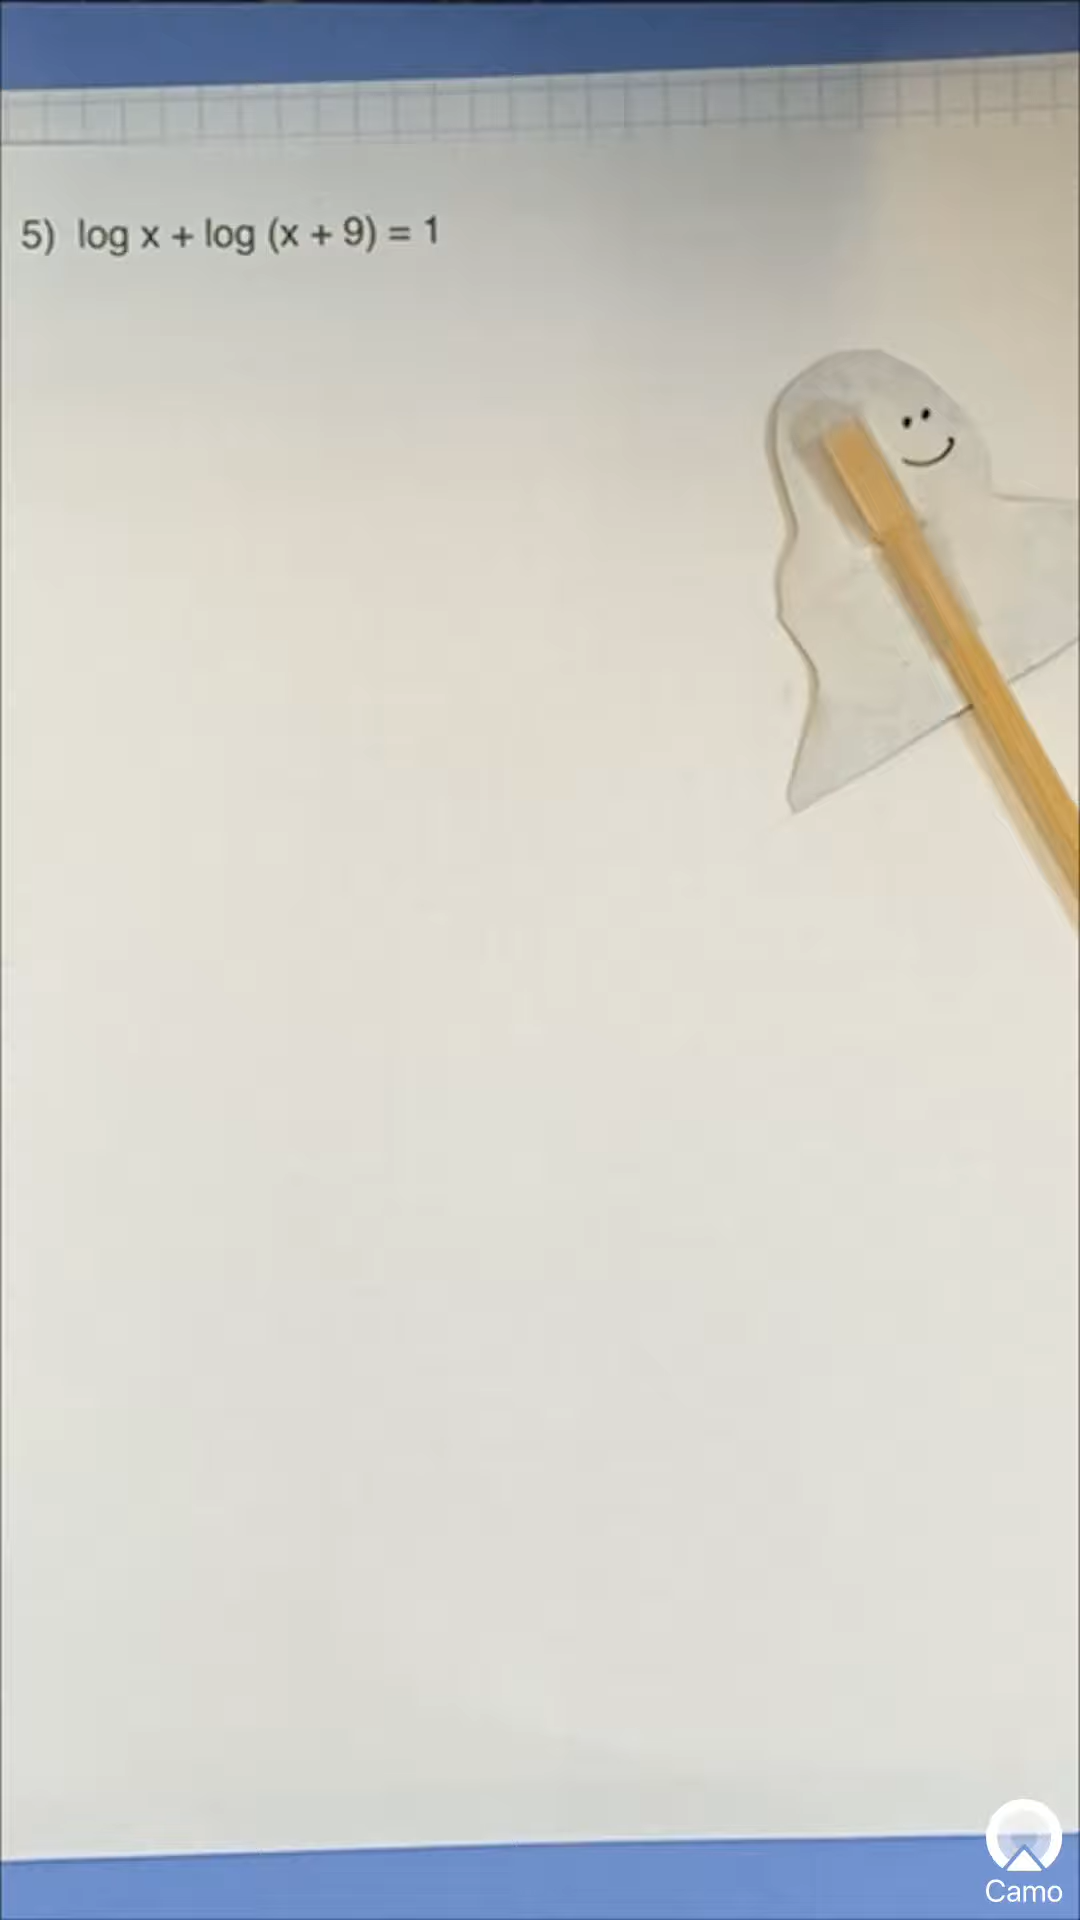 5) log x + log (x + 9) = 1
Camo